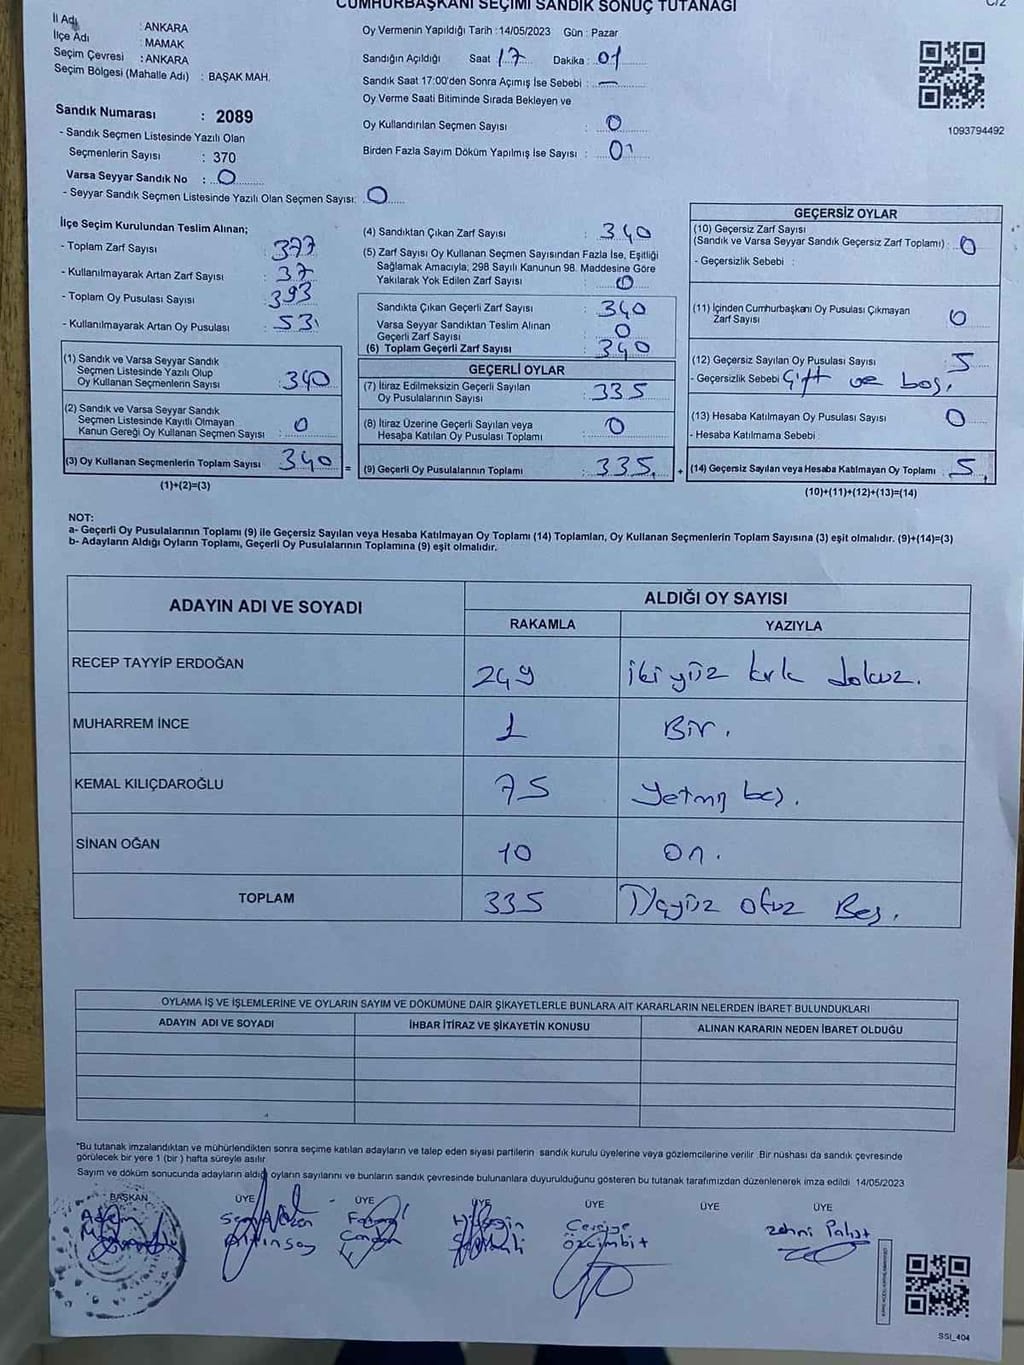 CUMHURBAŞKANI SEÇİMİ SANDIK SONUÇ TUTANAĞI
C/2
İl Adı : ANKARA
İlçe Adı : MAMAK
Seçim Çevresi : ANKARA
Seçim Bölgesi (Mahalle Adı) : BAŞAK MAH.
Oy Vermenin Yapıldığı Tarih :14/05/2023 Gün : Pazar
Sandığın Açıldığı Saat 17 Dakika : 01
Sandık Saat 17:00'den Sonra Açımış İse Sebebi : —
Oy Verme Saati Bitiminde Sırada Bekleyen ve
Oy Kullandırılan Seçmen Sayısı : 0
Birden Fazla Sayım Döküm Yapılmış İse Sayısı : 01
1093794492
Sandık Numarası : 2089
- Sandık Seçmen Listesinde Yazılı Olan
Seçmenlerin Sayısı : 370
Varsa Seyyar Sandık No : 0
- Seyyar Sandık Seçmen Listesinde Yazılı Olan Seçmen Sayısı: 0
İlçe Seçim Kurulundan Teslim Alınan;
- Toplam Zarf Sayısı : 377
- Kullanılmayarak Artan Zarf Sayısı : 37
- Toplam Oy Pusulası Sayısı : 393
- Kullanılmayarak Artan Oy Pusulası : 53
(1) Sandık ve Varsa Seyyar Sandık
Seçmen Listesinde Yazılı Olup
Oy Kullanan Seçmenlerin Sayısı : 340
(2) Sandık ve Varsa Seyyar Sandık
Seçmen Listesinde Kayıtlı Olmayan
Kanun Gereği Oy Kullanan Seçmen Sayısı : 0
(3) Oy Kullanan Seçmenlerin Toplam Sayısı 340 =
(1)+(2)=(3)
(4) Sandıktan Çıkan Zarf Sayısı : 340
(5) Zarf Sayısı Oy Kullanan Seçmen Sayısından Fazla İse, Eşitliği
Sağlamak Amacıyla; 298 Sayılı Kanunun 98. Maddesine Göre
Yakılarak Yok Edilen Zarf Sayısı : 0
Sandıkta Çıkan Geçerli Zarf Sayısı : 340
Varsa Seyyar Sandıktan Teslim Alınan
Geçerli Zarf Sayısı : 0
(6) Toplam Geçerli Zarf Sayısı : 340
GEÇERLİ OYLAR
(7) İtiraz Edilmeksizin Geçerli Sayılan
Oy Pusulalarının Sayısı : 335
(8) İtiraz Üzerine Geçerli Sayılan veya
Hesaba Katılan Oy Pusulası Toplamı : 0
(9) Geçerli Oy Pusulalarının Toplamı : 335 +
GEÇERSİZ OYLAR
(10) Geçersiz Zarf Sayısı
(Sandık ve Varsa Seyyar Sandık Geçersiz Zarf Toplamı) : 0
- Geçersizlik Sebebi :
(11) İçinden Cumhurbaşkanı Oy Pusulası Çıkmayan
Zarf Sayısı 0
(12) Geçersiz Sayılan Oy Pusulası Sayısı : 5
- Geçersizlik Sebebi Çift ve boş.
(13) Hesaba Katılmayan Oy Pusulası Sayısı : 0
- Hesaba Katılmama Sebebi :
(14) Geçersiz Sayılan veya Hesaba Katılmayan Oy Toplamı : 5
(10)+(11)+(12)+(13)=(14)
NOT:
a- Geçerli Oy Pusulalarının Toplamı (9) ile Geçersiz Sayılan veya Hesaba Katılmayan Oy Toplamı (14) Toplamları, Oy Kullanan Seçmenlerin Toplam Sayısına (3) eşit olmalıdır. (9)+(14)=(3)
b- Adayların Aldığı Oyların Toplamı, Geçerli Oy Pusulalarının Toplamına (9) eşit olmalıdır.
ADAYIN ADI VE SOYADI
ALDIĞI OY SAYISI
RAKAMLA YAZIYLA
RECEP TAYYİP ERDOĞAN 249 iki yüz kırk dokuz.
MUHARREM İNCE 1 Bir.
KEMAL KILIÇDAROĞLU 75 Yetmiş beş.
SİNAN OĞAN 10 on.
TOPLAM 335 Üçyüz otuz Beş.
OYLAMA İŞ VE İŞLEMLERİNE VE OYLARIN SAYIM VE DÖKÜMÜNE DAİR ŞİKAYETLERLE BUNLARA AİT KARARLARIN NELERDEN İBARET BULUNDUKLARI
ADAYIN ADI VE SOYADI İHBAR İTİRAZ VE ŞİKAYETİN KONUSU ALINAN KARARIN NEDEN İBARET OLDUĞU
*Bu tutanak imzalandıktan ve mühürlendikten sonra seçime katılan adayların ve talep eden siyasi partilerin sandık kurulu üyelerine veya gözlemcilerine verilir .Bir nüshası da sandık çevresinde
görülecek bir yere 1 (bir ) hafta süreyle asılır.
Sayım ve döküm sonucunda adayların aldığı oyların sayılarını ve bunların sandık çevresinde bulunanlara duyurulduğunu gösteren bu tutanak tarafımızdan düzenlenerek imza edildi 14/05/2023
BAŞKAN ÜYE ÜYE ÜYE ÜYE ÜYE ÜYE
Zehni Palat
SSI_404